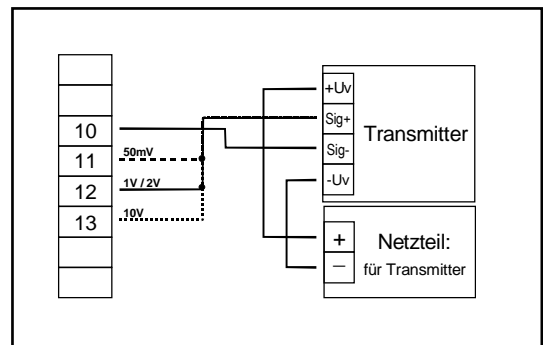 10
11
12
13
50mV
1V / 2V
10V
+Uv
Sig+
Sig-
-Uv
Transmitter
+
–
Netzteil:
für Transmitter